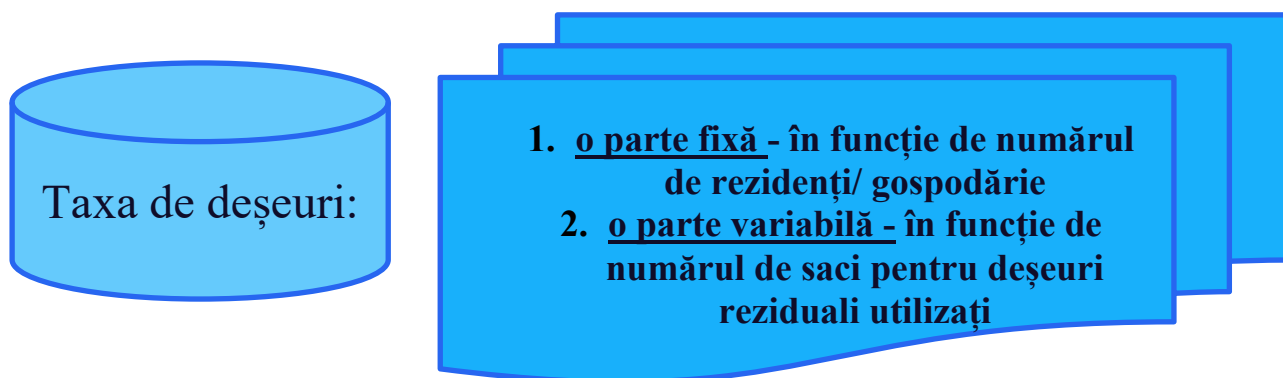 Taxa de deșeuri:
1. o parte fixă - în funcție de numărul
de rezidenți/ gospodărie
2. o parte variabilă - în funcție de
numărul de saci pentru deșeuri
reziduali utilizați